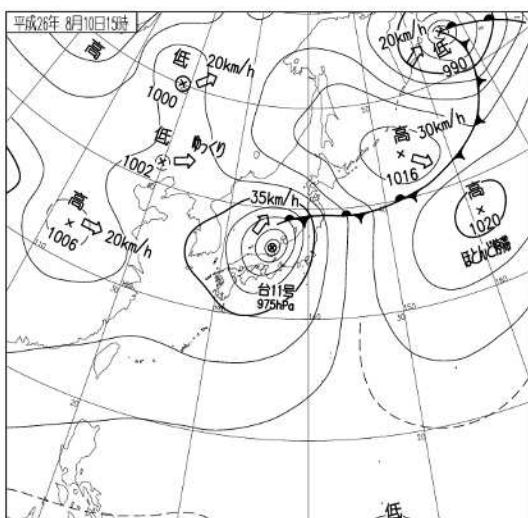 平成26年 8月10日15時
高
低
20km/h
1000
20km/h
低
990
低
ゆっくり
1002
高
30km/h
1016
高
20km/h
1006
35km/h
台11号
975hPa
高
1020
ほとんど停滞
低